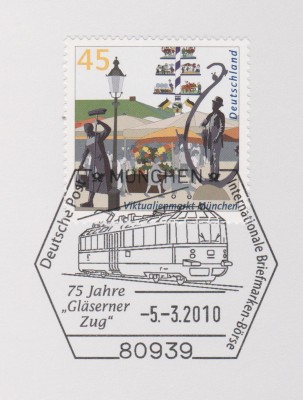 45
Deutschland
MÜNCHEN
Viktualienmarkt München
Deutsche Post
Internationale Briefmarken-Börse
75 Jahre
„Gläserner
Zug“
-5.-3.2010
80939